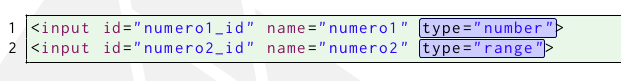 1 <input id="numero1_id" name="numero1" type="number">
2 <input id="numero2_id" name="numero2" type="range">